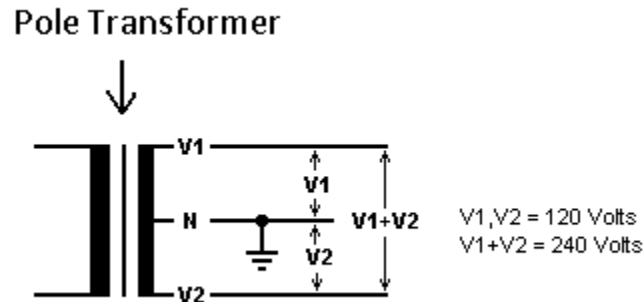 Pole Transformer
V1
V1
N
V1+V2
V2
V2
V1,V2 = 120 Volts
V1+V2 = 240 Volts